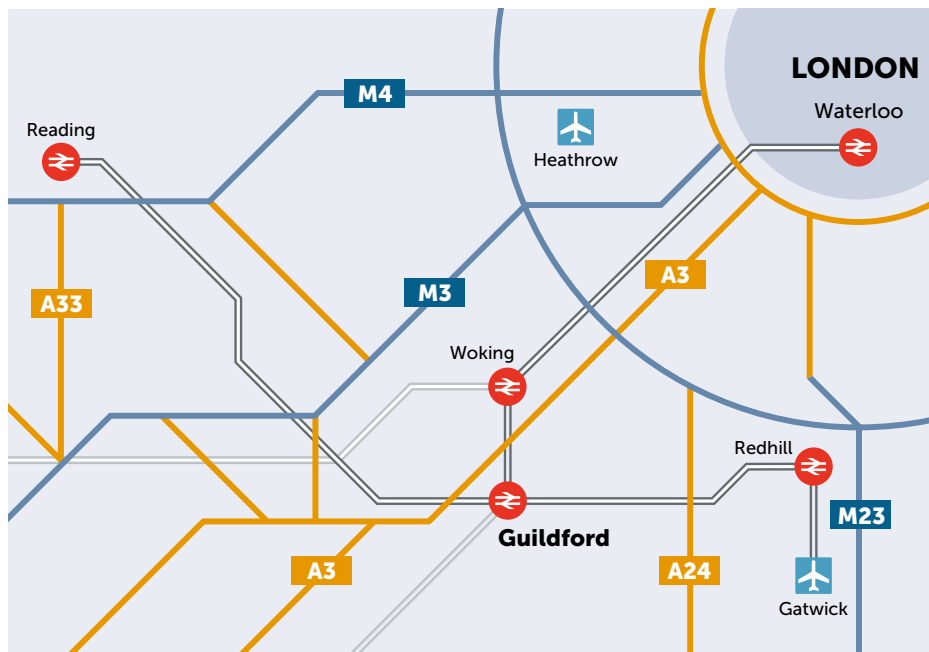 LONDON
M4
Waterloo
Reading
Heathrow
A3
M3
A33
Woking
Redhill
M23
Guildford
A3
A24
Gatwick